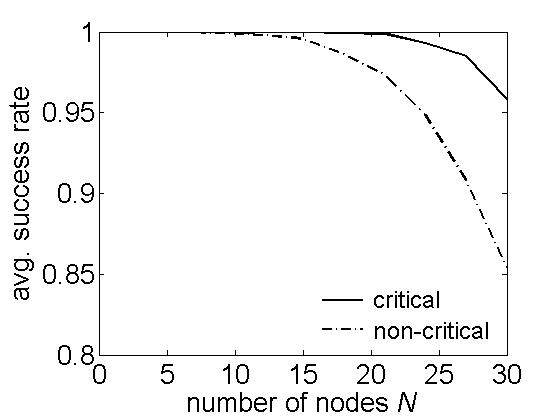 avg. success rate
1
0.95
0.9
0.85
0.8
critical
non-critical
0 5 10 15 20 25 30
number of nodes N